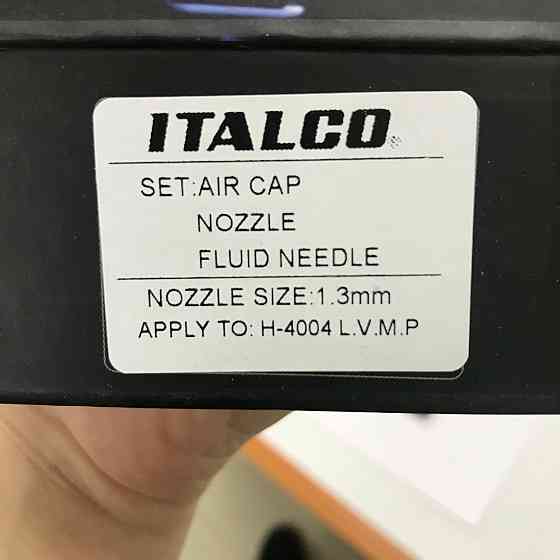 ITALCO®
SET:AIR CAP
NOZZLE
FLUID NEEDLE
NOZZLE SIZE:1.3mm
APPLY TO: H-4004 L.V.M.P